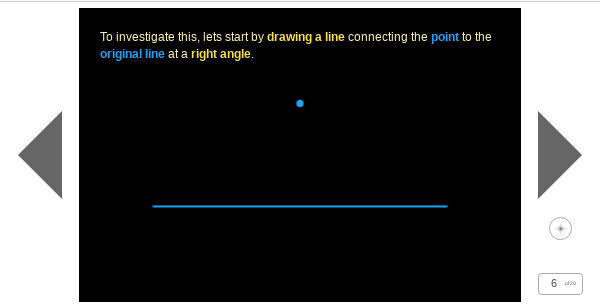 To investigate this, lets start by drawing a line connecting the point to the
original line at a right angle.
6 of 20